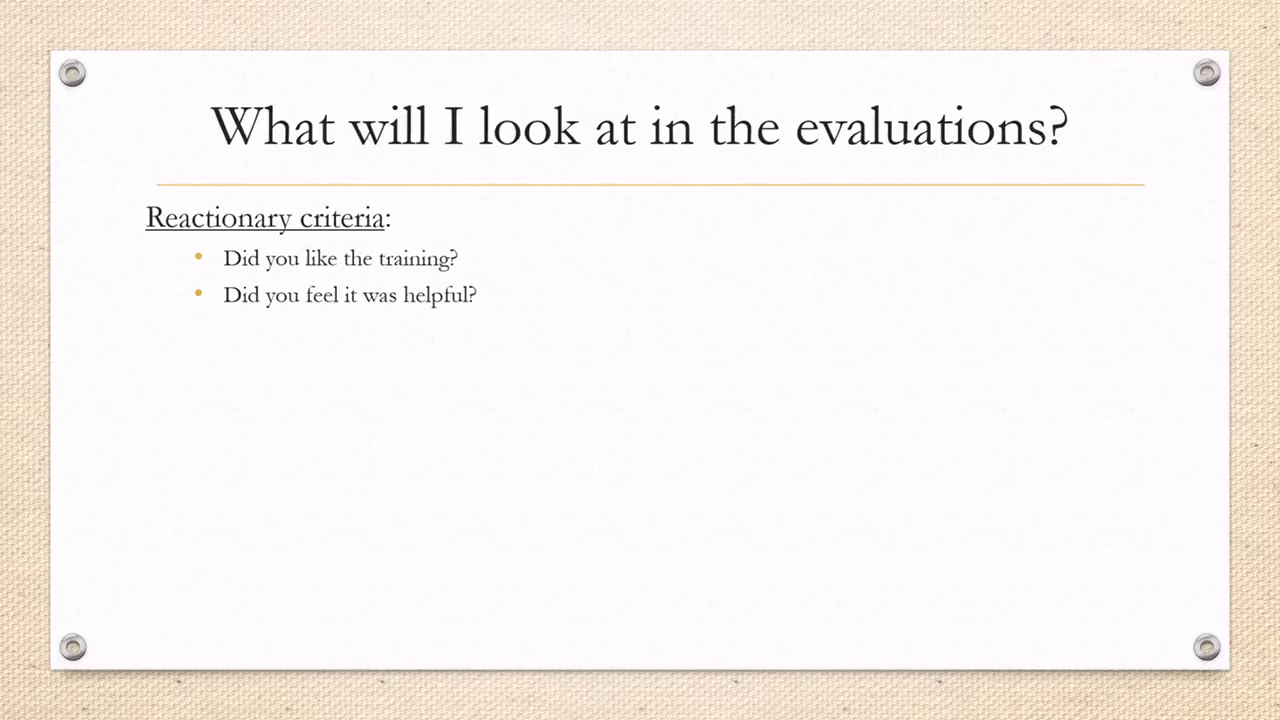 What will I look at in the evaluations?
Reactionary criteria:
• Did you like the training?
• Did you feel it was helpful?